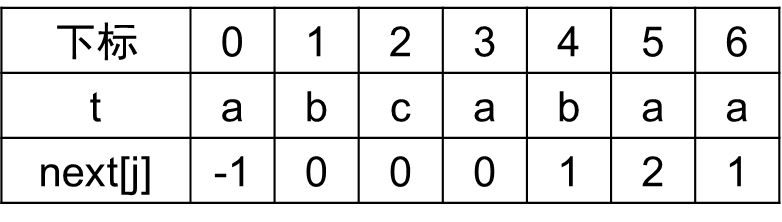 下标 0 1 2 3 4 5 6
t a b c a b a a
next[j] -1 0 0 0 1 2 1